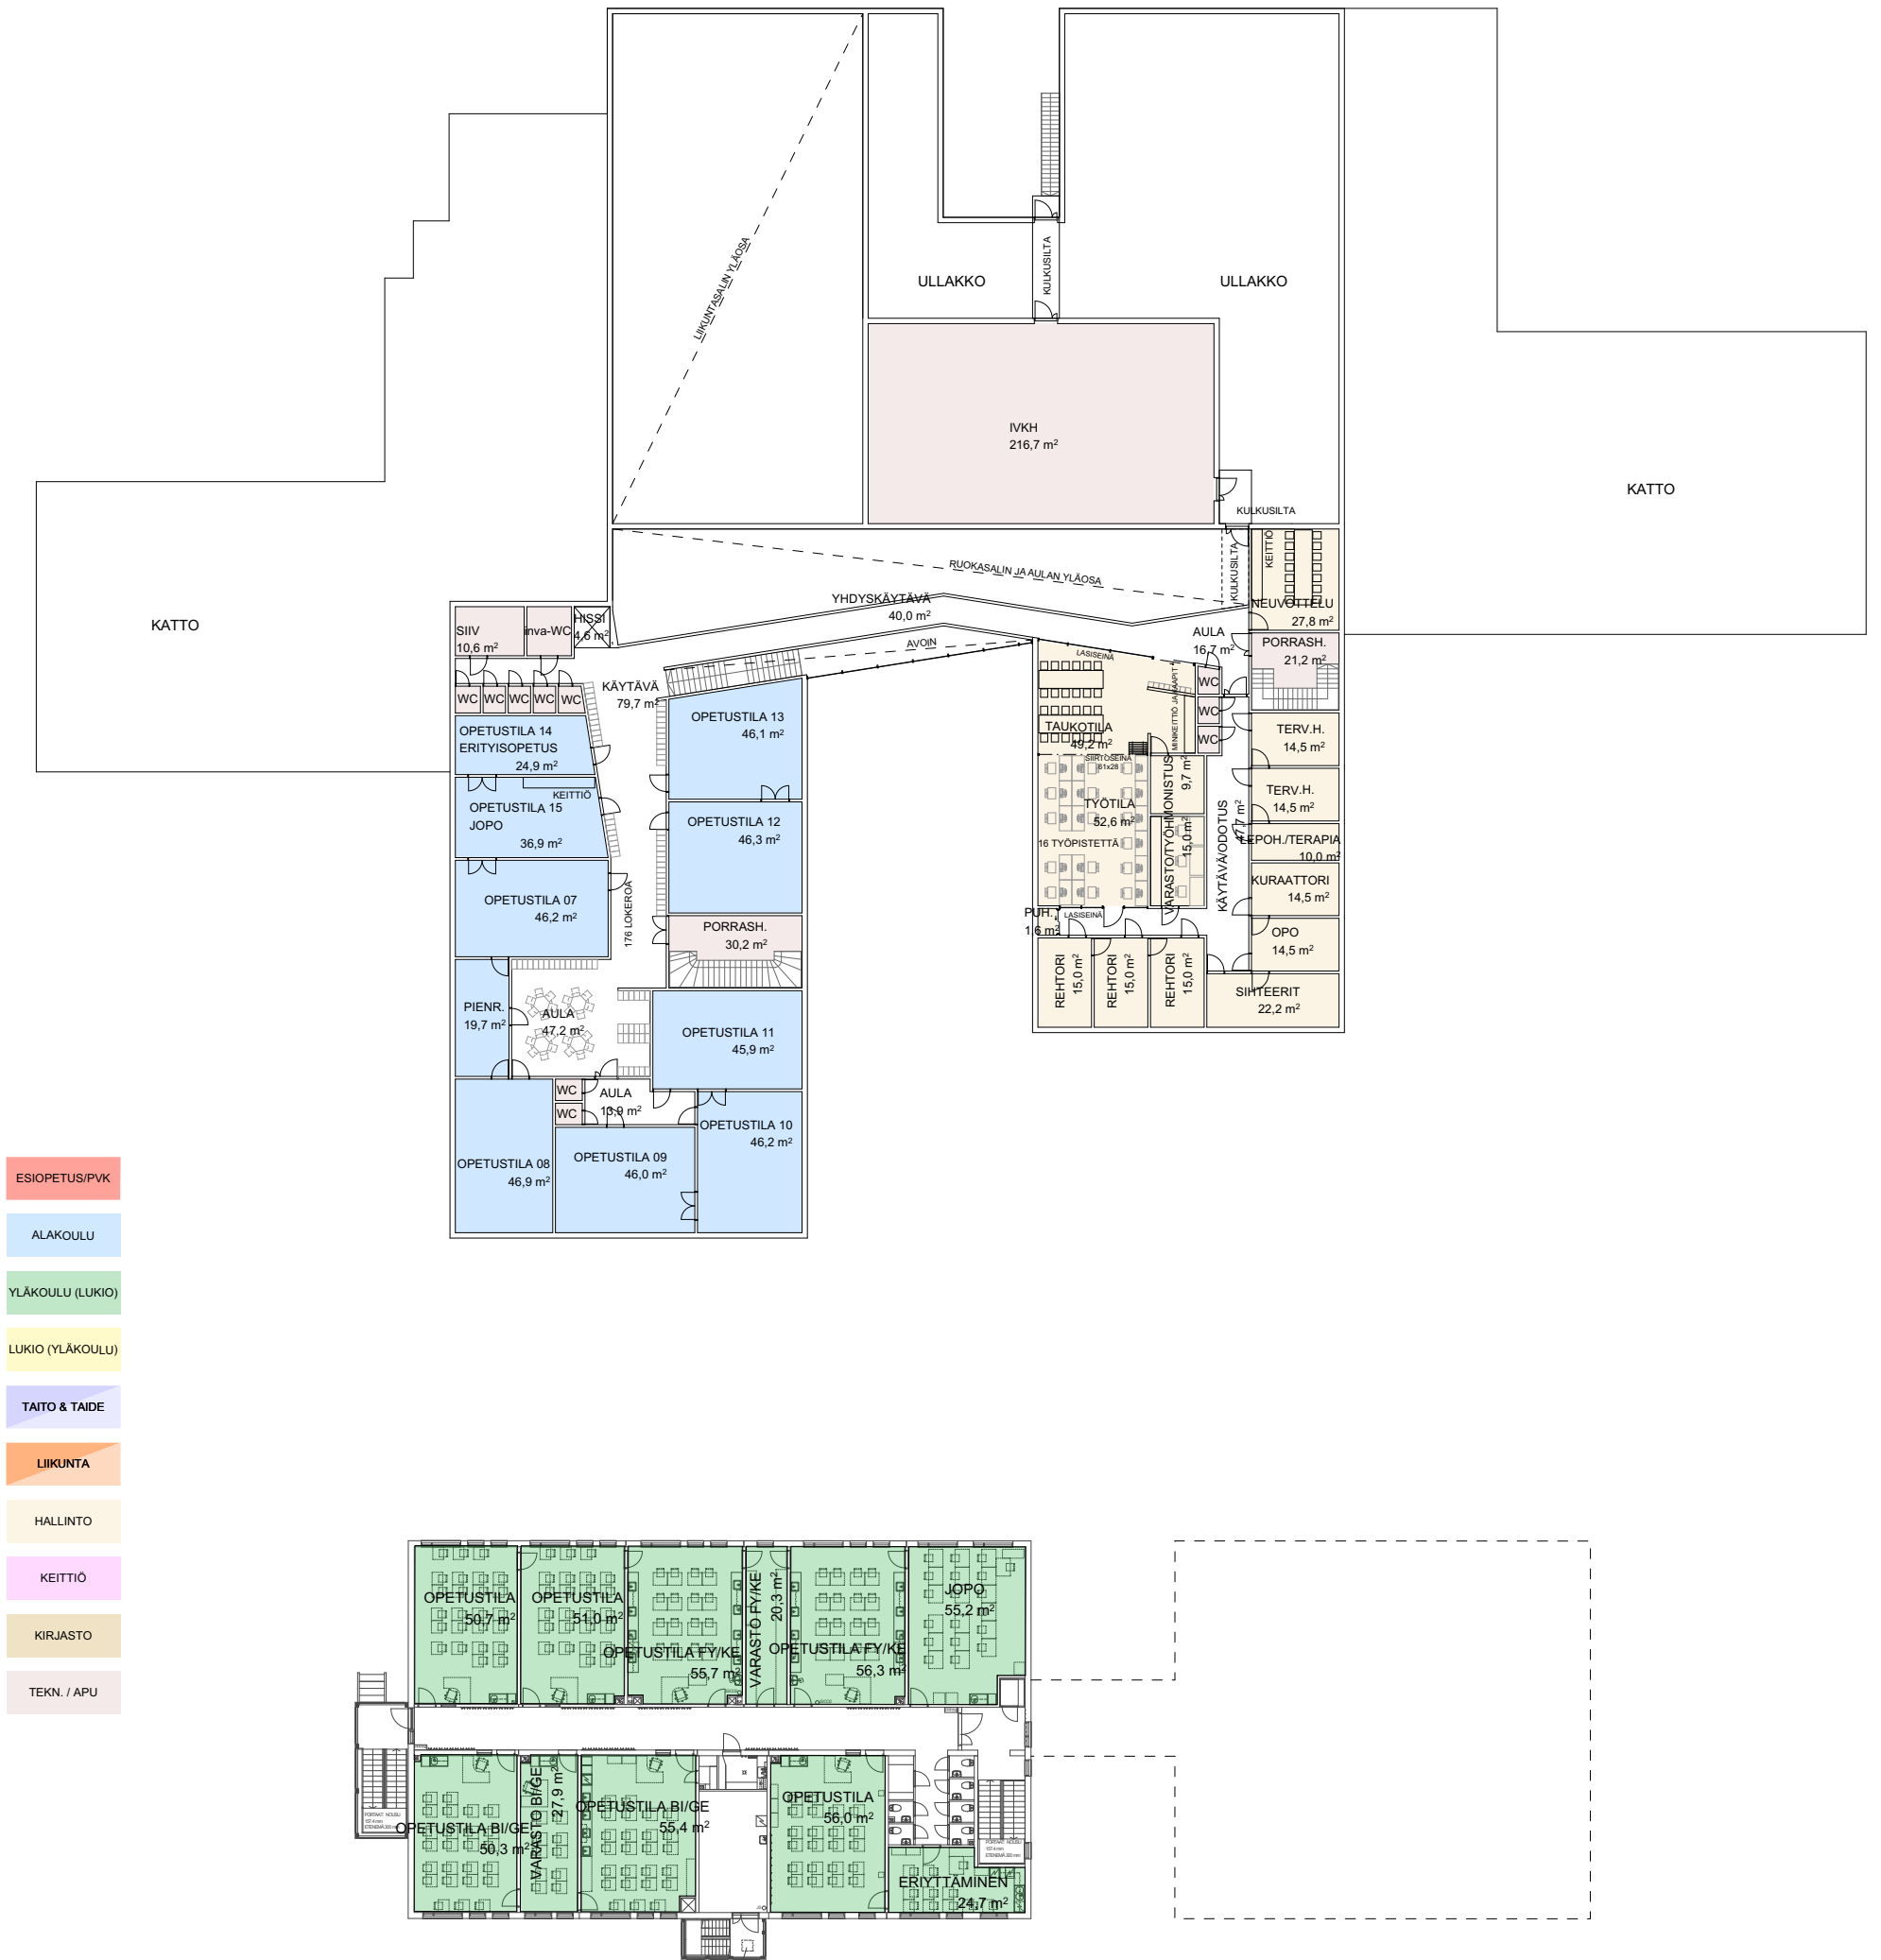 LIIKUNTASALIN YLÄOSA
ULLAKKO
KULKUSILTA
ULLAKKO
IVKH
216,7 m²
KATTO
KULKUSILTA
KULKUSILTA
KEITTIÖ
RUOKASALIN JA AULAN YLÄOSA
YHDYSKÄYTÄVÄ
40,0 m²
NEUVOTTELU
27,8 m²
KATTO
SIIV
10,6 m²
inva-WC
HISSI
4,6 m²
AVOIN
AULA
16,7 m²
PORRASH.
21,2 m²
LASISEINÄ
WC
WC
WC
WC
WC
KÄYTÄVÄ
79,7 m²
WC
WC
WC
MINIKEITTIÖ JA KAAPIT
TAUKOTILA
49,2 m²
SIIRTOSEINÄ
61x28
OPETUSTILA 14
ERITYISOPETUS
24,9 m²
OPETUSTILA 13
46,1 m²
TERV.H.
14,5 m²
KEITTIÖ
OPETUSTILA 15
JOPO
36,9 m²
OPETUSTILA 12
46,3 m²
TYÖTILA
52,6 m²
16 TYÖPISTETTÄ
VARASTO/TYÖHMONISTUS
9,7 m²
15,0 m²
KÄYTÄVÄ/ODOTUS
47,7 m²
TERV.H.
14,5 m²
LEPOH./TERAPIA
10,0 m²
OPETUSTILA 07
46,2 m²
176 LOKEROA
PORRASH.
30,2 m²
PUH.
1,6 m²
LASISEINÄ
KURAATTORI
14,5 m²
OPO
14,5 m²
REHTORI
15,0 m²
REHTORI
15,0 m²
REHTORI
15,0 m²
SIHTEERIT
22,2 m²
PIENR.
19,7 m²
AULA
47,2 m²
OPETUSTILA 11
45,9 m²
WC
WC
AULA
13,9 m²
OPETUSTILA 10
46,2 m²
OPETUSTILA 08
46,9 m²
OPETUSTILA 09
46,0 m²
ESIOPETUS/PVK
ALAKOULU
YLÄKOULU (LUKIO)
LUKIO (YLÄKOULU)
TAITO & TAIDE
LIIKUNTA
HALLINTO
KEITTIÖ
KIRJASTO
TEKN. / APU
OPETUSTILA
50,7 m²
OPETUSTILA
51,0 m²
OPETUSTILA FY/KE
55,7 m²
VARASTO FY/KE
20,3 m²
OPETUSTILA FY/KE
56,3 m²
JOPO
55,2 m²
OPETUSTILA BI/GE
50,3 m²
VARASTO BI/GE
27,9 m²
OPETUSTILA BI/GE
55,4 m²
OPETUSTILA
56,0 m²
ERIYTTÄMINEN
24,7 m²